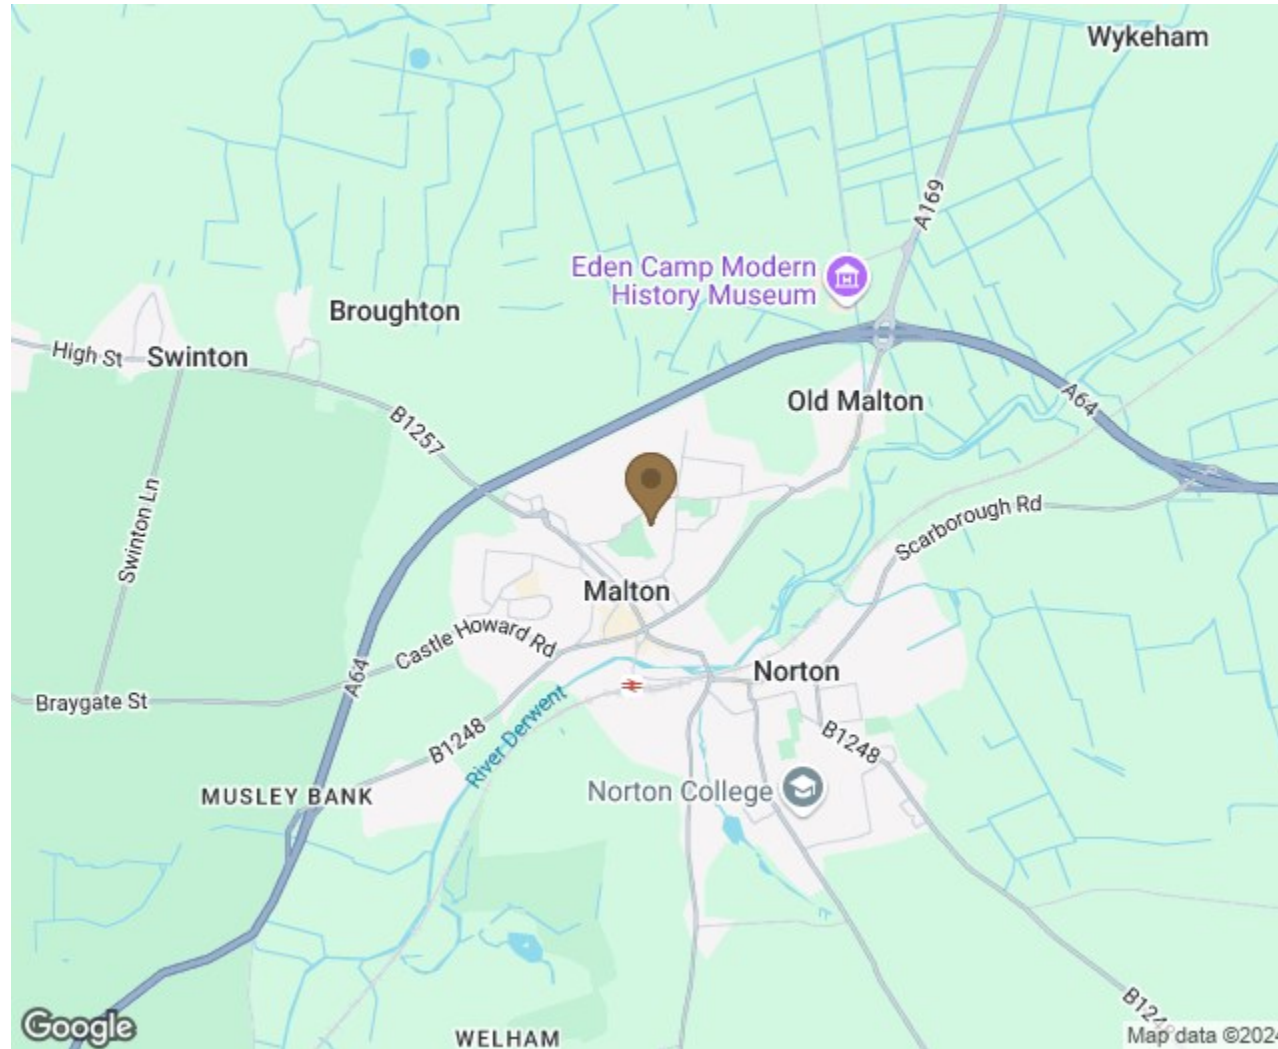 Wykeham
A169
Eden Camp Modern
History Museum
Broughton
High St
Swinton
B1257
Old Malton
A64
Swinton Ln
Scarborough Rd
Malton
Castle Howard Rd
A64
Norton
Braygate St
River Derwent
B1248
B1248
MUSLEY BANK
Norton College
B1248
Google
WELHAM
Map data ©2024